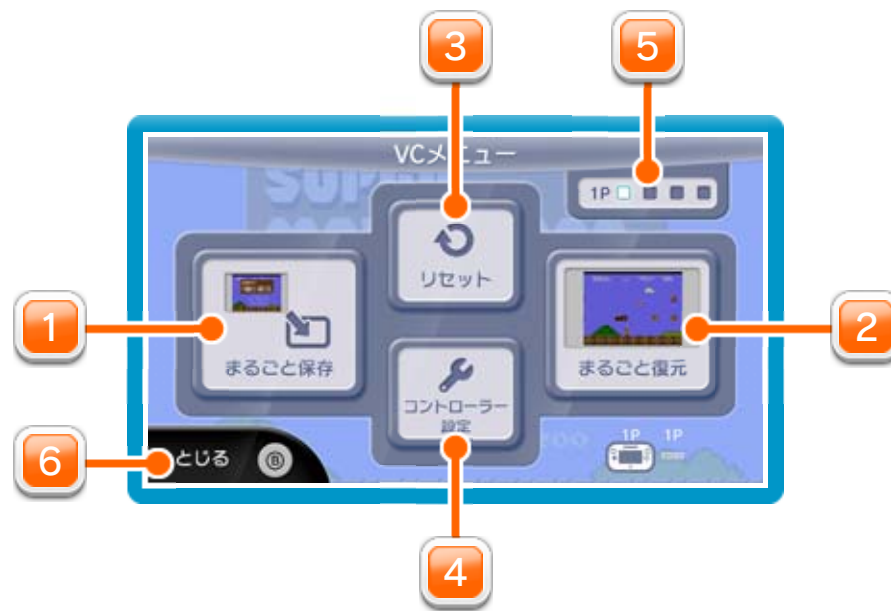 3
5
VCメニュー
SUPER
1P
リセット
1
2
まるごと保存
まるごと復元
コントローラー
設定
1P 1P
6
とじる Ⓑ
4